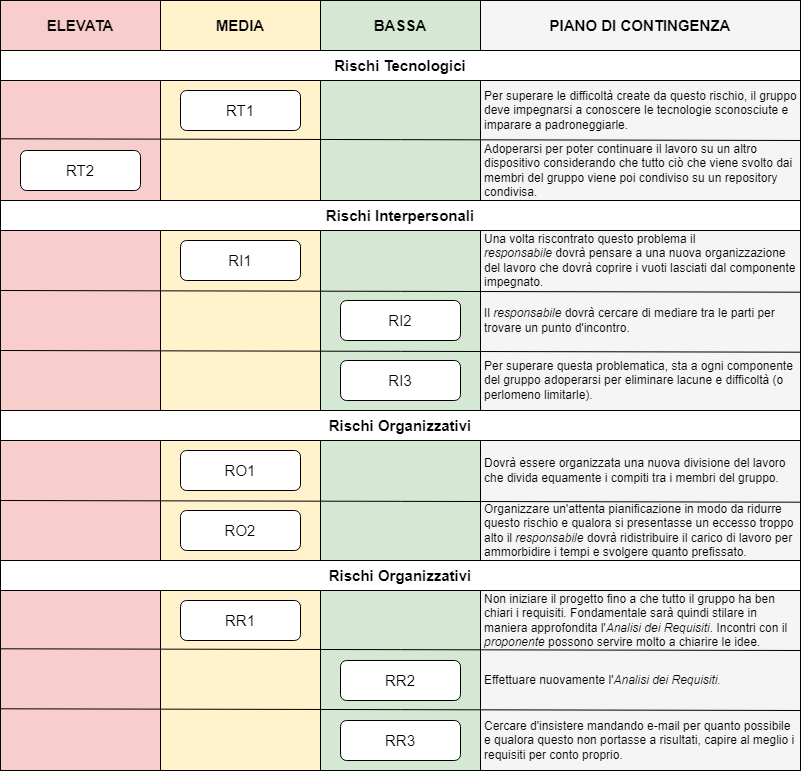 ELEVATA MEDIA BASSA PIANO DI CONTINGENZA
Rischi Tecnologici
RT1
Per superare le difficoltà create da questo rischio, il gruppo
deve impegnarsi a conoscere le tecnologie sconosciute e
imparare a padroneggiarle.
RT2
Adoperarsi per poter continuare il lavoro su un altro
dispositivo considerando che tutto ciò che viene svolto dai
membri del gruppo viene poi condiviso su un repository
condivisa.
Rischi Interpersonali
RI1
Una volta riscontrato questo problema il
responsabile dovrà pensare a una nuova organizzazione
del lavoro che dovrà coprire i vuoti lasciati dal componente
impegnato.
RI2
Il responsabile dovrà cercare di mediare tra le parti per
trovare un punto d'incontro.
RI3
Per superare questa problematica, sta a ogni componente
del gruppo adoperarsi per eliminare lacune e difficoltà (o
perlomeno limitarle).
Rischi Organizzativi
RO1
Dovrà essere organizzata una nuova divisione del lavoro
che divida equamente i compiti tra i membri del gruppo.
RO2
Organizzare un'attenta pianificazione in modo da ridurre
questo rischio e qualora si presentasse un eccesso troppo
alto il responsabile dovrà ridistribuire il carico di lavoro per
ammorbidire i tempi e svolgere quanto prefissato.
Rischi Organizzativi
RR1
Non iniziare il progetto fino a che tutto il gruppo ha ben
chiari i requisiti. Fondamentale sarà quindi stilare in
maniera approfondita l'Analisi dei Requisiti. Incontri con il
proponente possono servire molto a chiarire le idee.
RR2
Effettuare nuovamente l'Analisi dei Requisiti.
RR3
Cercare d'insistere mandando e-mail per quanto possibile
e qualora questo non portasse a risultati, capire al meglio i
requisiti per conto proprio.